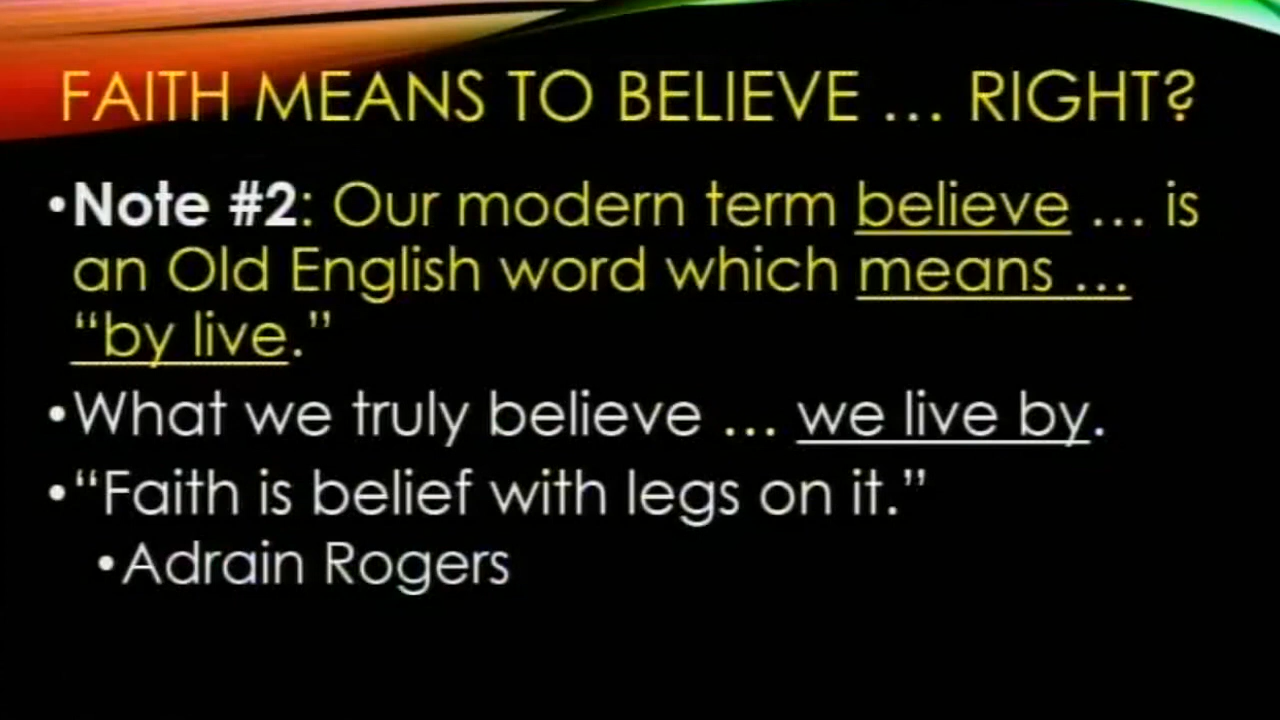 FAITH MEANS TO BELIEVE … RIGHT?
•Note #2: Our modern term believe … is
an Old English word which means …
“by live.”
•What we truly believe … we live by.
•“Faith is belief with legs on it.”
•Adrain Rogers